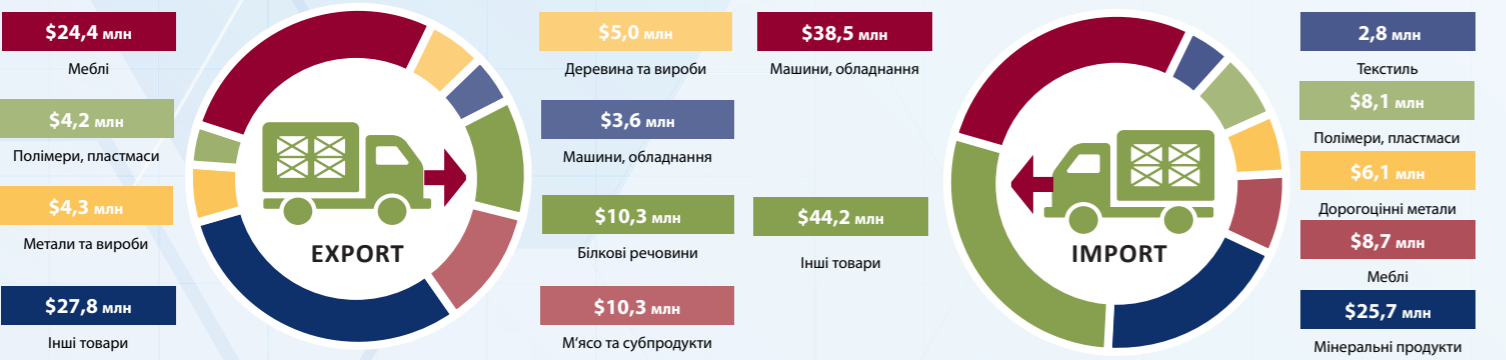 $24,4 млн
Меблі
$4,2 млн
Полімери, пластмаси
$4,3 млн
Метали та вироби
$27,8 млн
Інші товари
EXPORT
$5,0 млн
Деревина та вироби
$3,6 млн
Машини, обладнання
$10,3 млн
Білкові речовини
$10,3 млн
М'ясо та субпродукти
$38,5 млн
Машини, обладнання
$44,2 млн
Інші товари
IMPORT
2,8 млн
Текстиль
$8,1 млн
Полімери, пластмаси
$6,1 млн
Дорогоцінні метали
$8,7 млн
Меблі
$25,7 млн
Мінеральні продукти